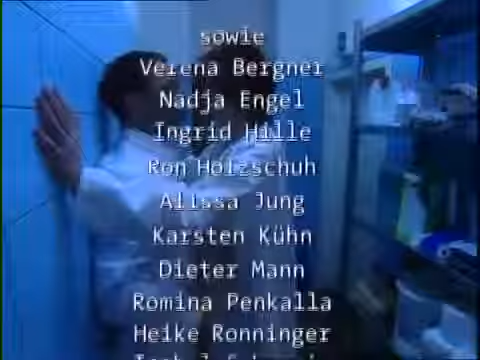 sowie
Verena Bergner
Nadja Engel
Ingrid Hille
Ron Holzschuh
Alissa Jung
Karsten Kühn
Dieter Mann
Romina Penkalla
Heike Ronninger